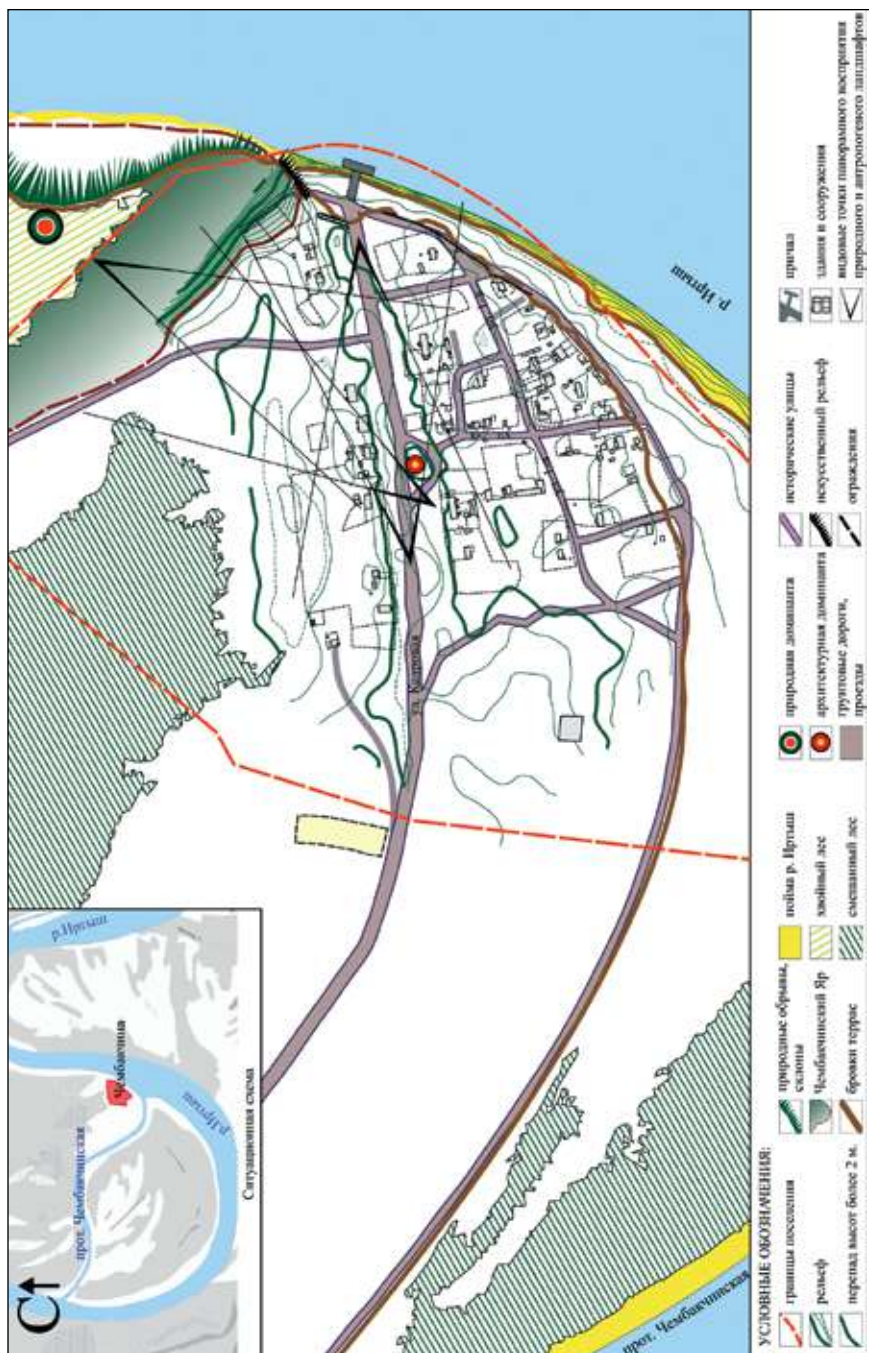 С
р.Иртыш
Чембакчина
прот. Чембакчинская
р.Иртыш
Ситуационная схема
ул. Кедровая
р. Иртыш
прот. Чембакчинская
УСЛОВНЫЕ ОБОЗНАЧЕНИЯ:
границы поселения
рельеф
перепад высот более 2 м.
природные обрывы,
склоны
Чембакчинский Яр
бровки террас
пойма р. Иртыш
хвойный лес
смешанный лес
природная доминанта
архитектурная доминанта
грунтовые дороги,
проезды
исторические улицы
искусственный рельеф
ограждения
причал
здания и сооружения
видовые точки панорамного восприятия
природного и антропогенного ландшафтов